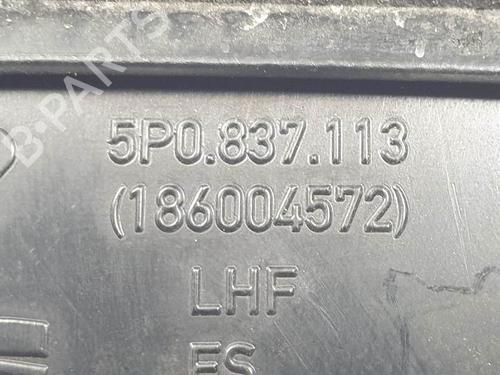 B-PARTS
5P0.837.113
(186004572)
LHF
ES